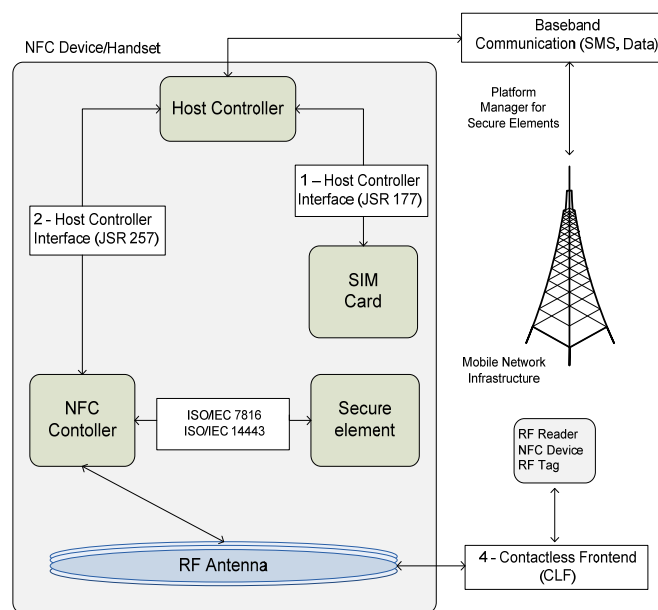 Baseband
Communication (SMS, Data)
NFC Device/Handset
Host Controller
Platform
Manager for
Secure Elements
1 – Host Controller
Interface (JSR 177)
2 - Host Controller
Interface (JSR 257)
SIM
Card
Mobile Network
Infrastructure
NFC
Contoller
ISO/IEC 7816
ISO/IEC 14443
Secure
element
RF Reader
NFC Device
RF Tag
RF Antenna
4 - Contactless Frontend
(CLF)